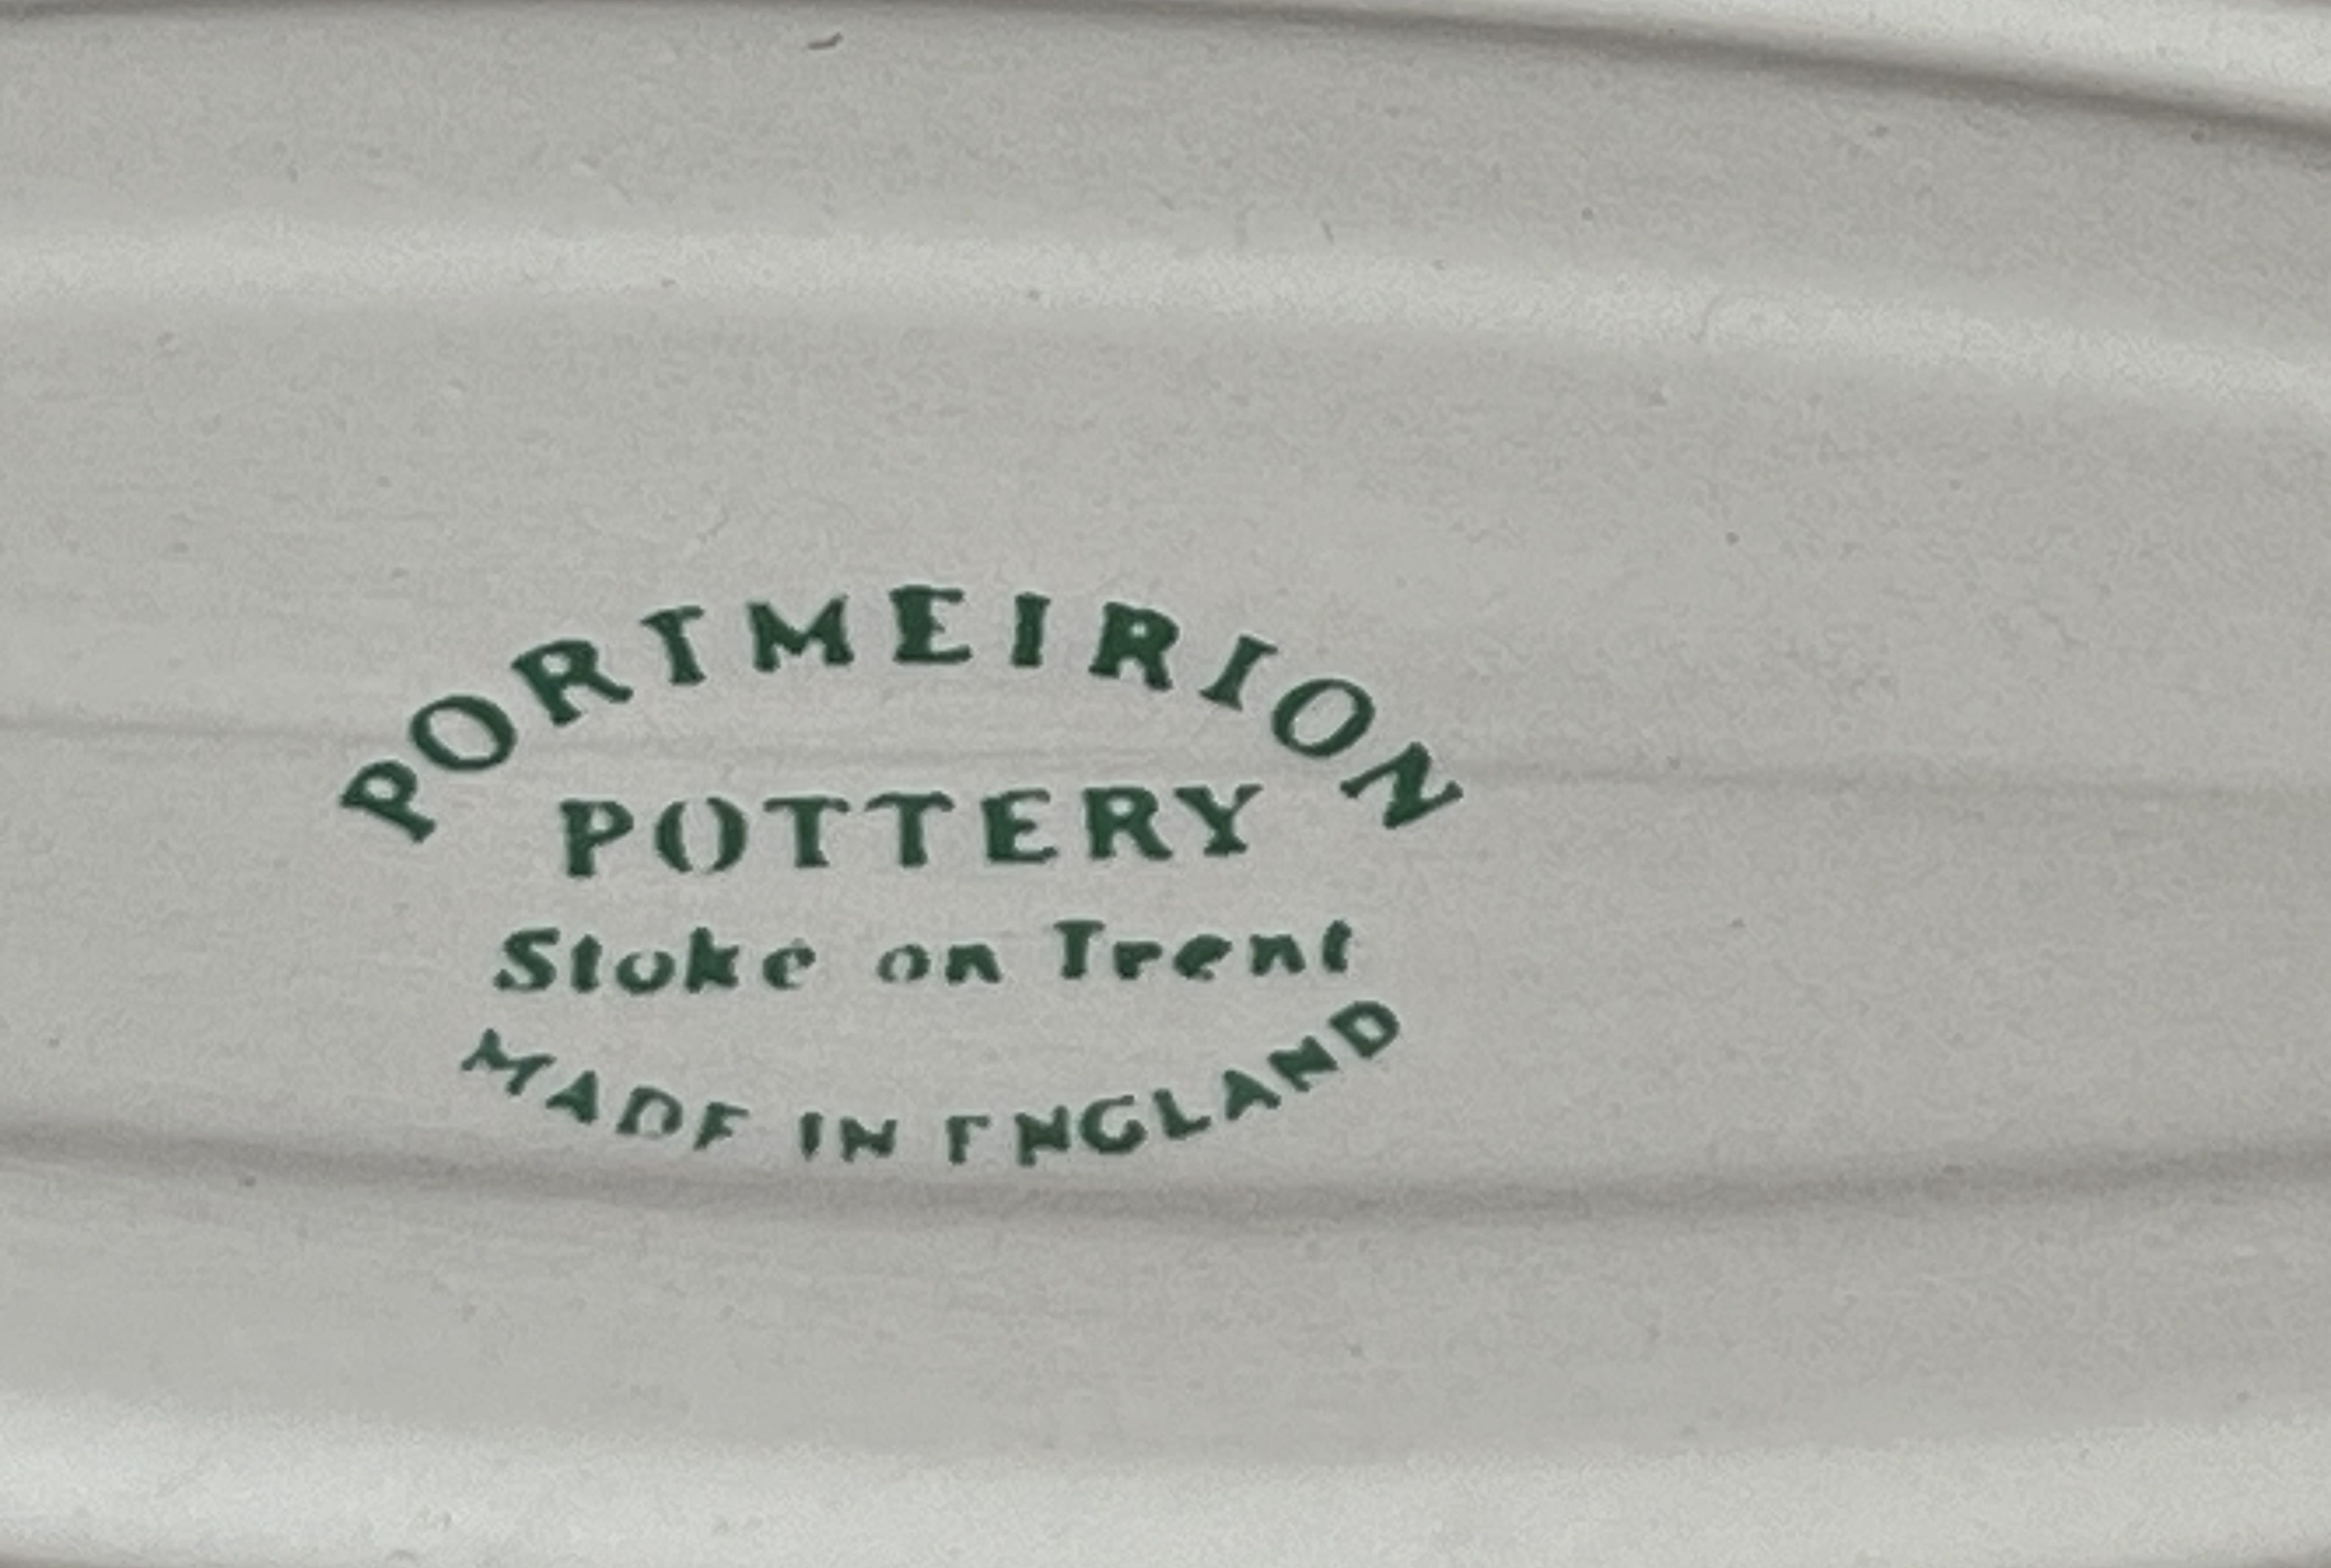 PORTMEIRION
POTTERY
Stoke on Trent
MADE IN ENGLAND